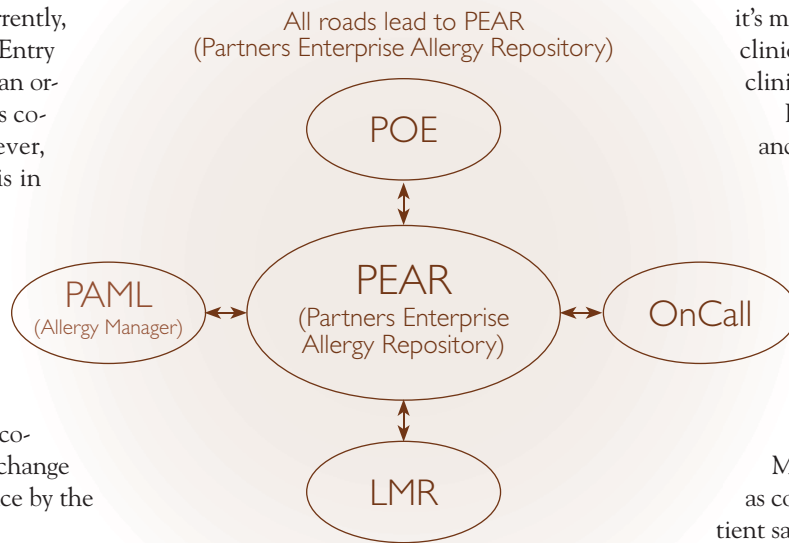 rrently,
Entry
an or-
s co-
ever,
is in
co-
change
ce by the
All roads lead to PEAR
(Partners Enterprise Allergy Repository)
POE
PAML
(Allergy Manager)
PEAR
(Partners Enterprise
Allergy Repository)
OnCall
LMR
it’s m
clinic
clini
and
M
as co
tient sa